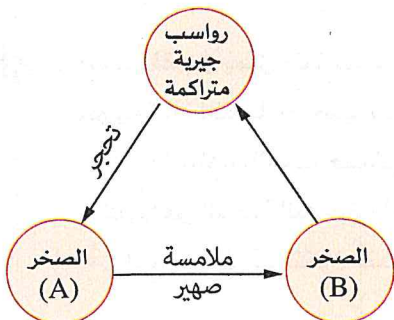 رواسب
جيرية
متراكمة
تحجر
الصخر
(A)
ملامسة
صهير
الصخر
(B)